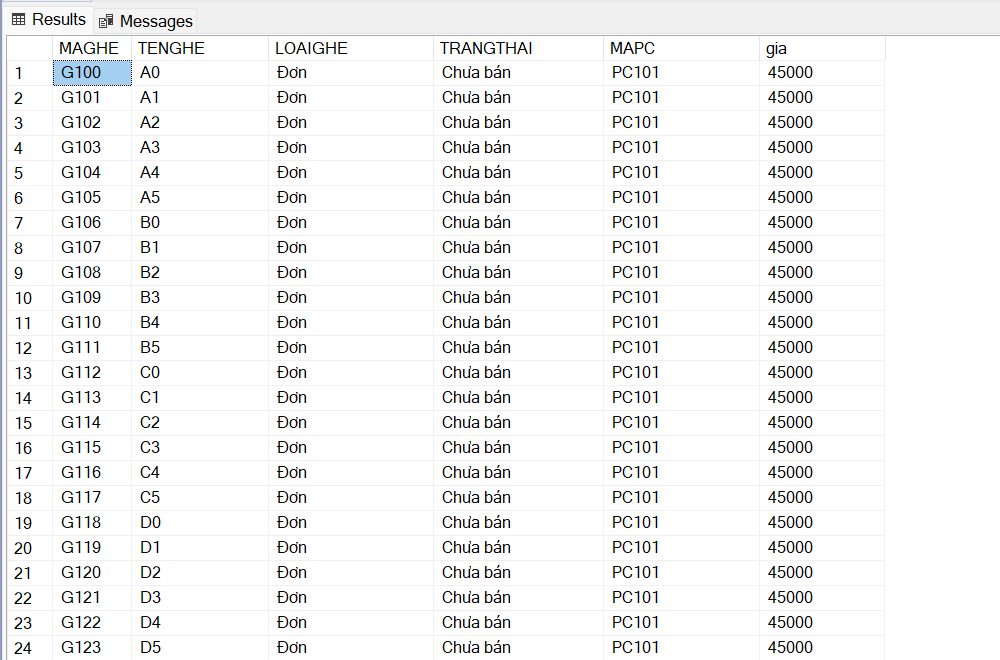 Results Messages
MAGHE TENGHE LOAIGHE TRANGTHAI MAPC gia
1 G100 A0 Đơn Chưa bán PC101 45000
2 G101 A1 Đơn Chưa bán PC101 45000
3 G102 A2 Đơn Chưa bán PC101 45000
4 G103 A3 Đơn Chưa bán PC101 45000
5 G104 A4 Đơn Chưa bán PC101 45000
6 G105 A5 Đơn Chưa bán PC101 45000
7 G106 B0 Đơn Chưa bán PC101 45000
8 G107 B1 Đơn Chưa bán PC101 45000
9 G108 B2 Đơn Chưa bán PC101 45000
10 G109 B3 Đơn Chưa bán PC101 45000
11 G110 B4 Đơn Chưa bán PC101 45000
12 G111 B5 Đơn Chưa bán PC101 45000
13 G112 C0 Đơn Chưa bán PC101 45000
14 G113 C1 Đơn Chưa bán PC101 45000
15 G114 C2 Đơn Chưa bán PC101 45000
16 G115 C3 Đơn Chưa bán PC101 45000
17 G116 C4 Đơn Chưa bán PC101 45000
18 G117 C5 Đơn Chưa bán PC101 45000
19 G118 D0 Đơn Chưa bán PC101 45000
20 G119 D1 Đơn Chưa bán PC101 45000
21 G120 D2 Đơn Chưa bán PC101 45000
22 G121 D3 Đơn Chưa bán PC101 45000
23 G122 D4 Đơn Chưa bán PC101 45000
24 G123 D5 Đơn Chưa bán PC101 45000